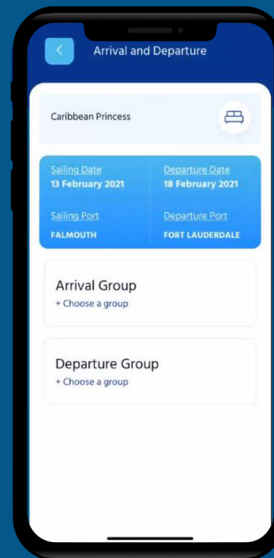 Arrival and Departure
Caribbean Princess
Sailing Date
13 February 2021
Departure Date
18 February 2021
Sailing Port
FALMOUTH
Departure Port
FORT LAUDERDALE
Arrival Group
+ Choose a group
Departure Group
+ Choose a group